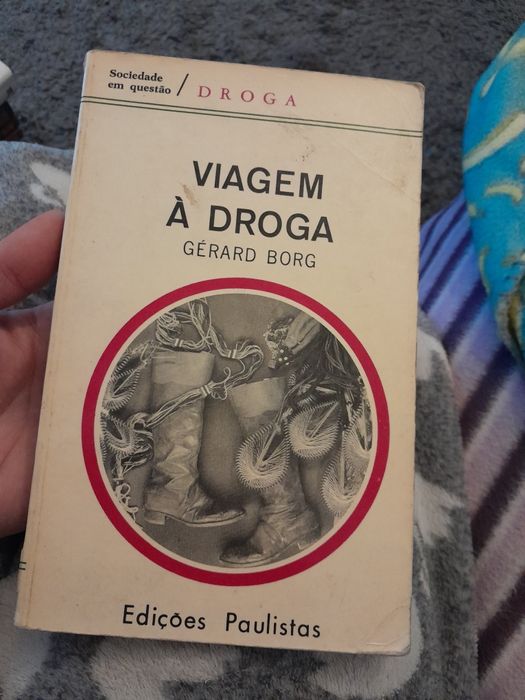 Sociedade
em questão / DROGA
VIAGEM
À DROGA
GÉRARD BORG
Edições Paulistas